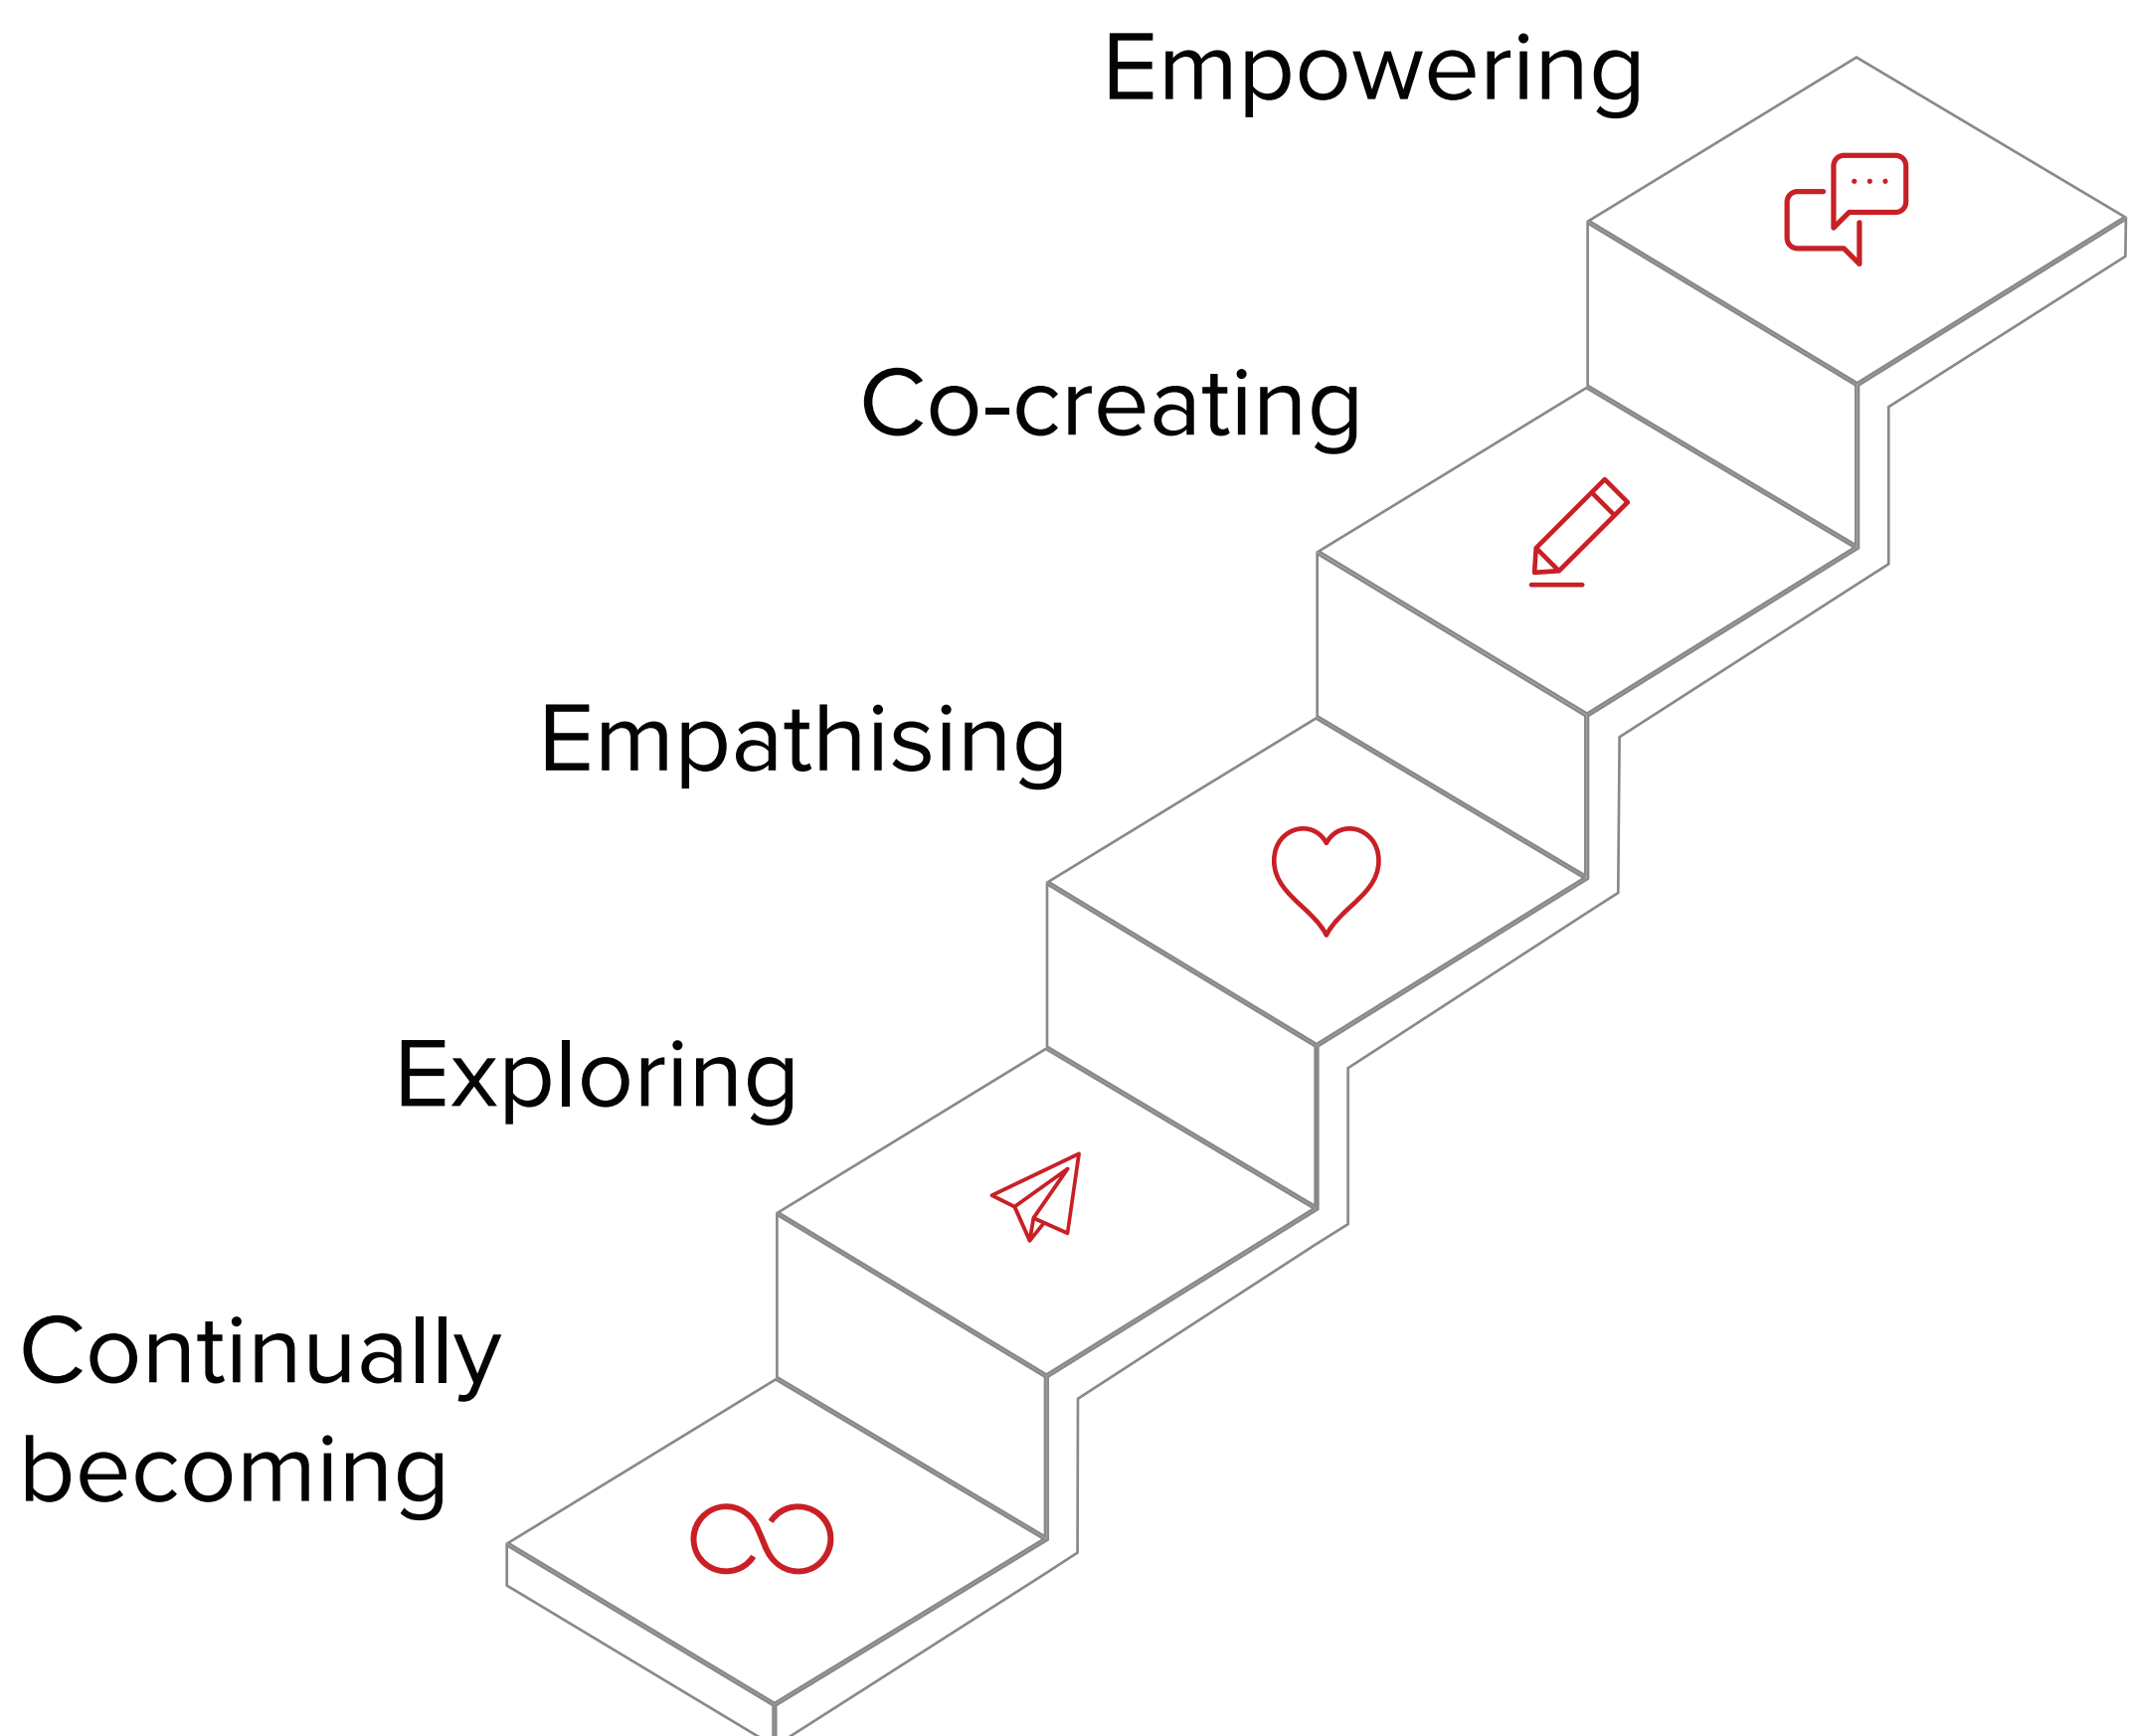 Empowering
Co-creating
Empathising
Exploring
Continually
becoming